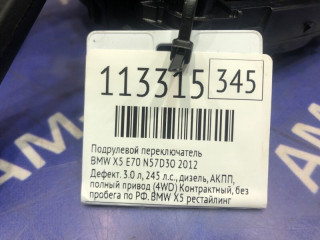 113315 345
Подрулевой переключатель
BMW X5 E70 N57D30 2012
Дефект. 3.0 л, 245 л.с., дизель, АКПП,
полный привод (4WD) Контрактный, без
пробега по РФ. BMW X5 рестайлинг